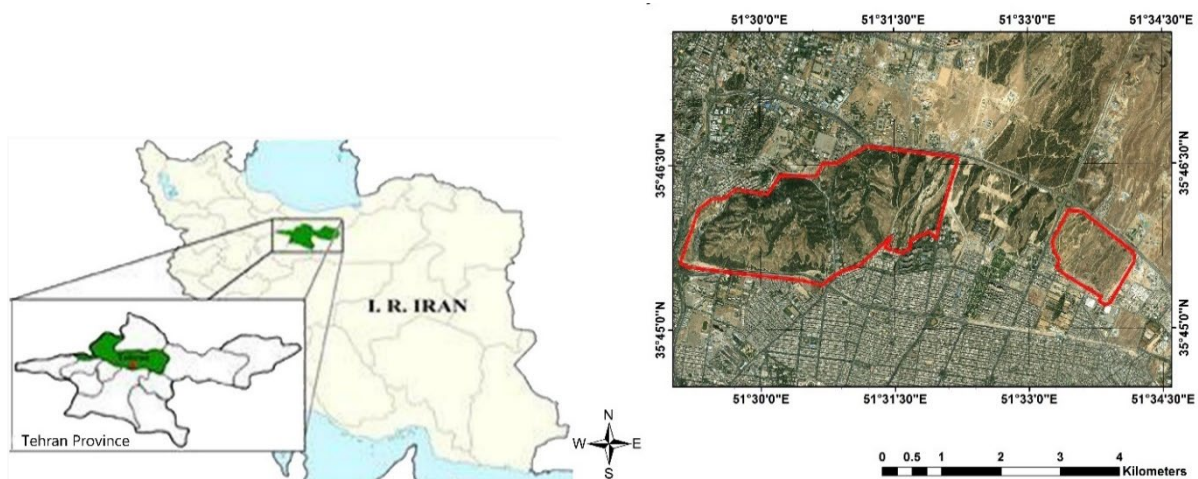 I. R. IRAN
Tehran
Tehran Province
N
W E
S
51°30'0"E 51°31'30"E 51°33'0"E 51°34'30"E
35°46'30"N 35°46'30"N
35°45'0"N 35°45'0"N
51°30'0"E 51°31'30"E 51°33'0"E 51°34'30"E
0 0.5 1 2 3 4
Kilometers